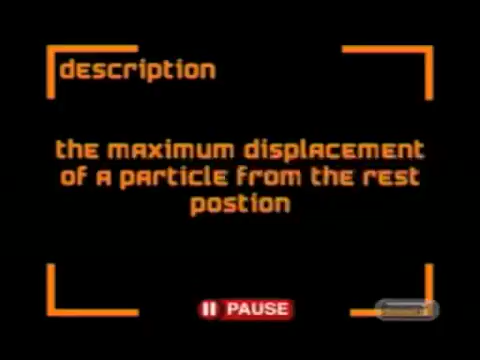 description
the maximum displacement
of a particle from the rest
postion
PAUSE